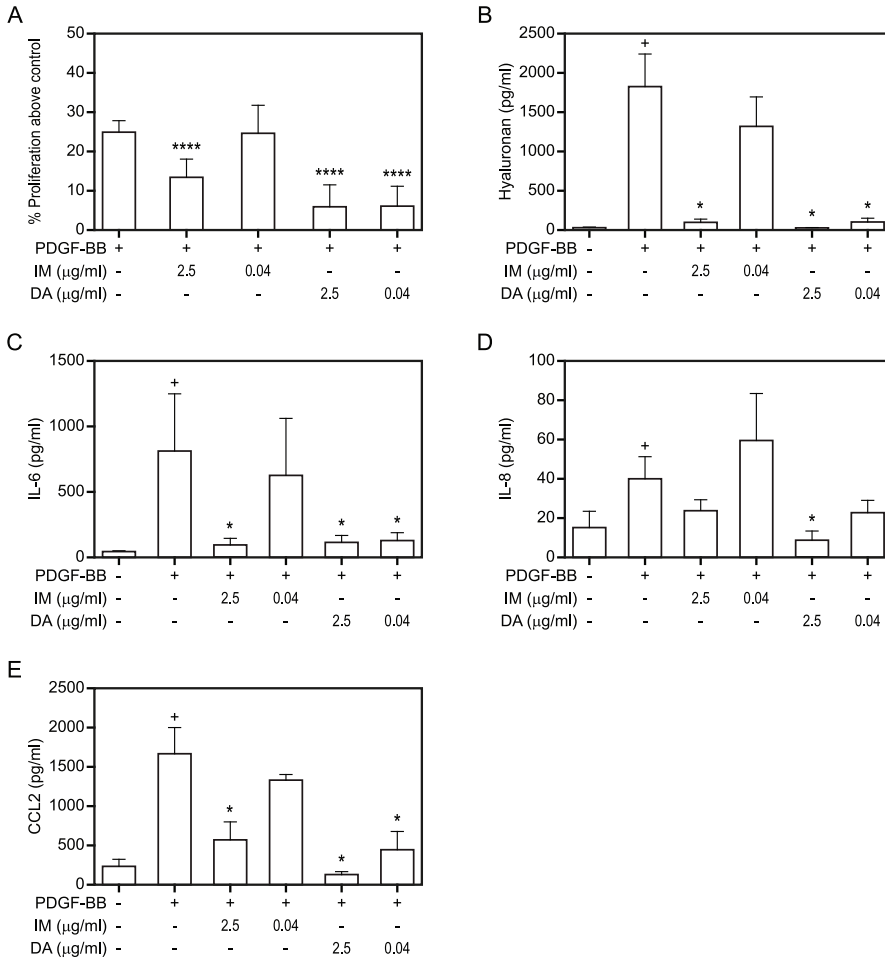 A
% Proliferation above control
50
40
30
20
10
0
**** **** ****
PDGF-BB + + + + +
IM (μg/ml) - 2.5 0.04 - -
DA (μg/ml) - - - 2.5 0.04
B
Hyaluronan (pg/ml)
2500
2000
1500
1000
500
0
+ * * *
PDGF-BB - + + + + +
IM (μg/ml) - - 2.5 0.04 - -
DA (μg/ml) - - - - 2.5 0.04
C
IL-6 (pg/ml)
1500
1000
500
0
+ * * *
PDGF-BB - + + + + +
IM (μg/ml) - - 2.5 0.04 - -
DA (μg/ml) - - - - 2.5 0.04
D
IL-8 (pg/ml)
100
80
60
40
20
0
+ *
PDGF-BB - + + + + +
IM (μg/ml) - - 2.5 0.04 - -
DA (μg/ml) - - - - 2.5 0.04
E
CCL2 (pg/ml)
2500
2000
1500
1000
500
0
+ * * *
PDGF-BB - + + + + +
IM (μg/ml) - - 2.5 0.04 - -
DA (μg/ml) - - - - 2.5 0.04